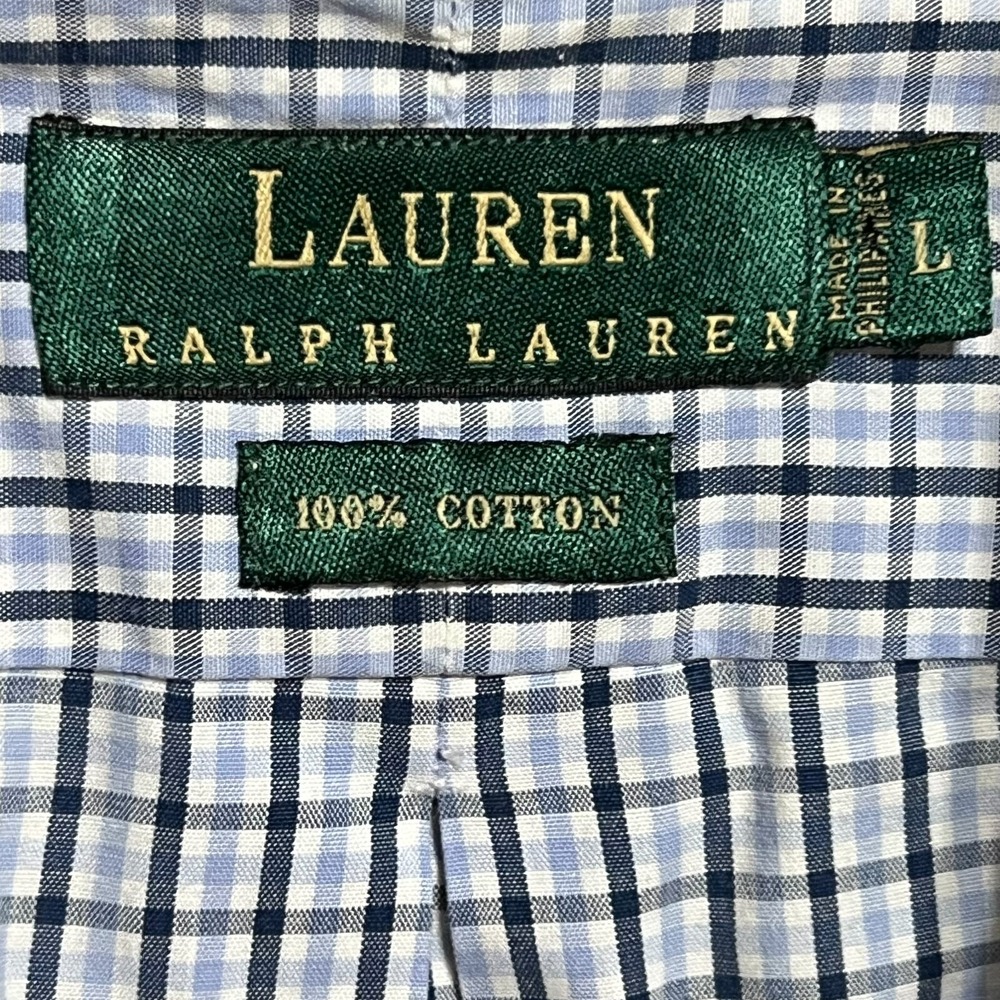 LAUREN
RALPH LAUREN
MADE IN
PHILIPPINES
L
100% COTTON